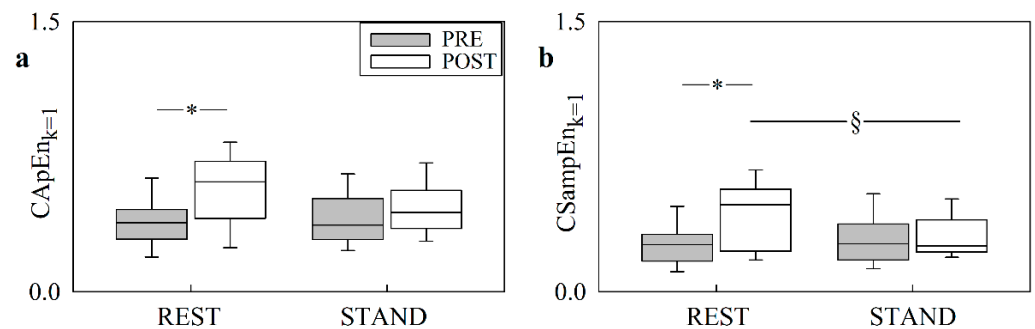 a
1.5
CApEnk=1
0.0
PRE
POST
*
REST
STAND
b
1.5
CSampEnk=1
0.0
*
§
REST
STAND